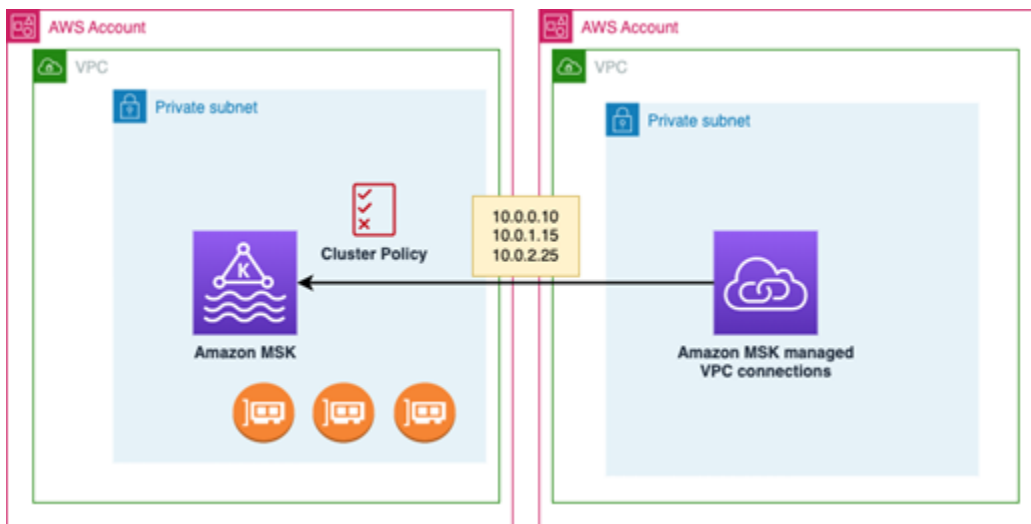 AWS Account
VPC
Private subnet
Cluster Policy
K
Amazon MSK
10.0.0.10
10.0.1.15
10.0.2.25
AWS Account
VPC
Private subnet
Amazon MSK managed
VPC connections